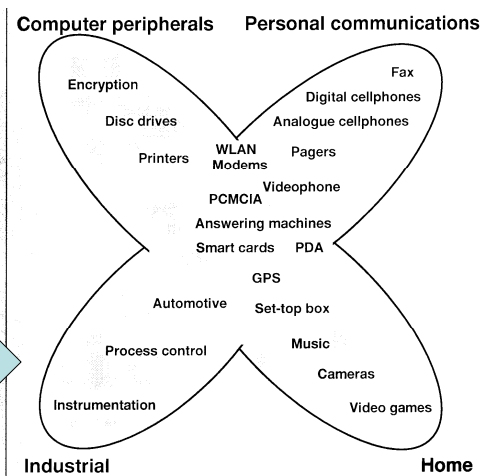 Computer peripherals
Personal communications
Encryption
Fax
Digital cellphones
Disc drives
Analogue cellphones
Printers
WLAN
Modems
Pagers
Videophone
PCMCIA
Answering machines
Smart cards
PDA
GPS
Automotive
Set-top box
Process control
Music
Cameras
Instrumentation
Video games
Industrial
Home